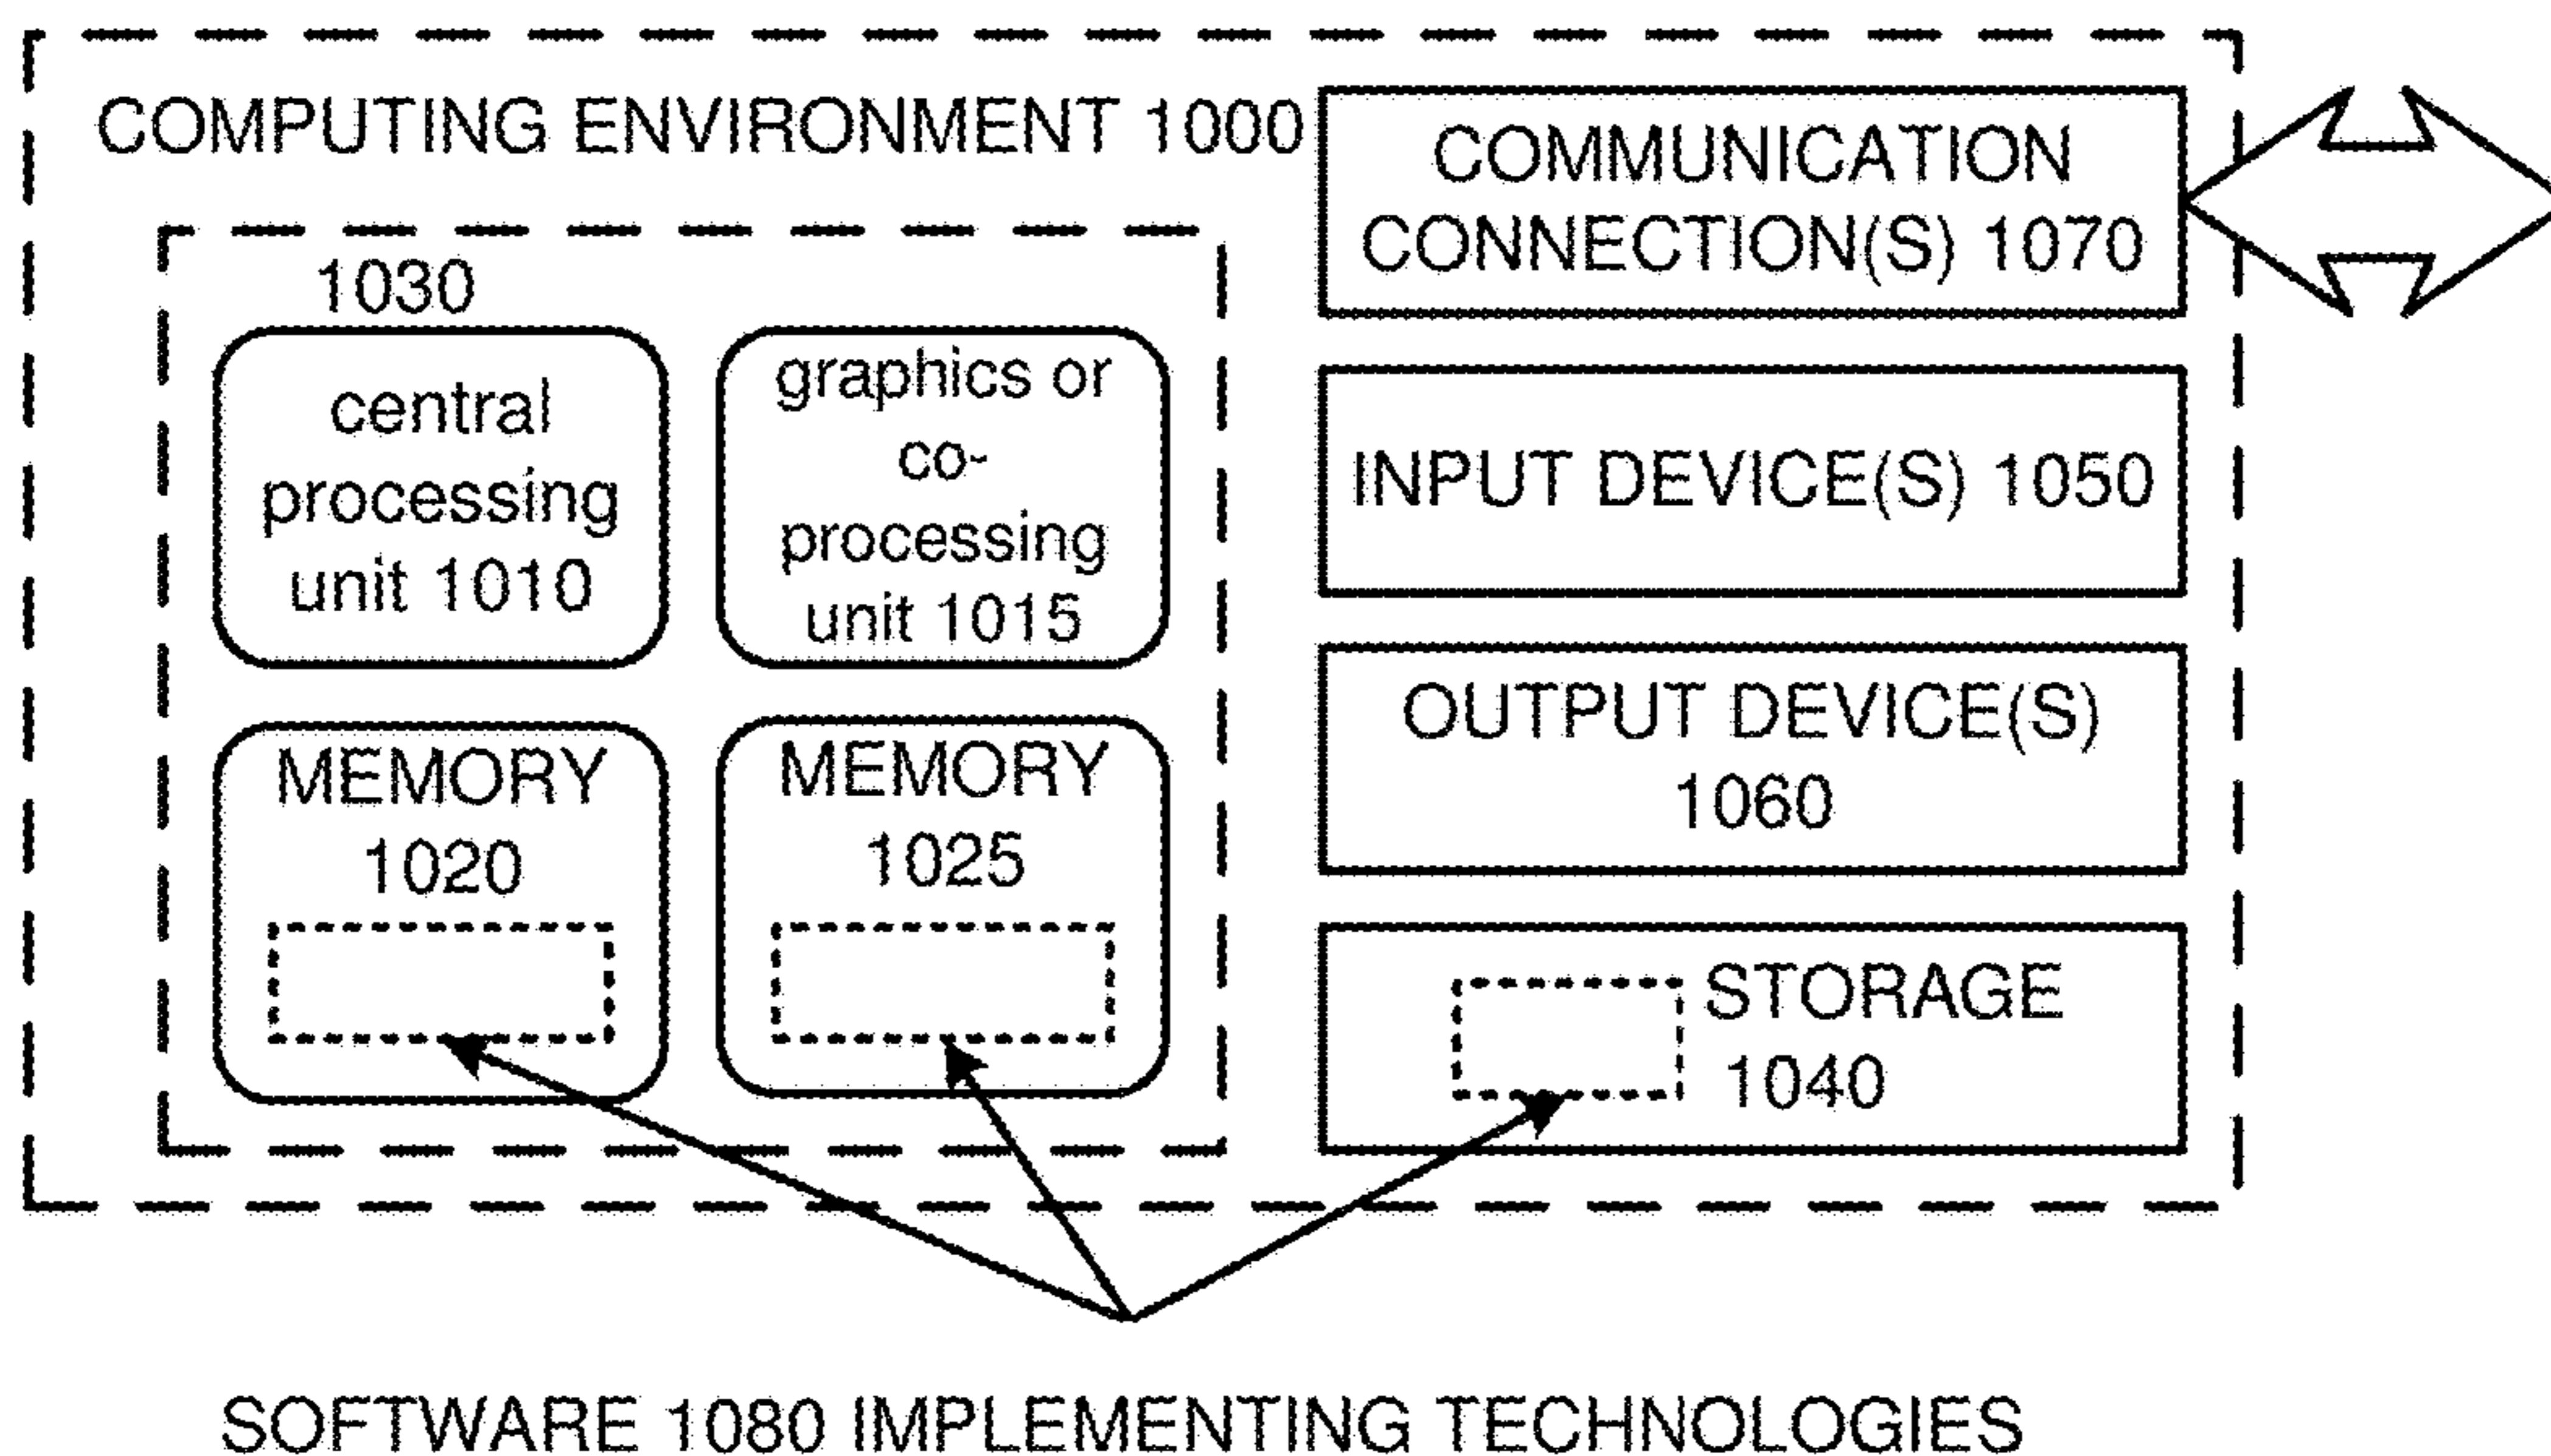 COMPUTING ENVIRONMENT 1000
1030
central
processing
unit 1010
graphics or
co-
processing
unit 1015
MEMORY
1020
MEMORY
1025
COMMUNICATION
CONNECTION(S) 1070
INPUT DEVICE(S) 1050
OUTPUT DEVICE(S)
1060
STORAGE
1040
SOFTWARE 1080 IMPLEMENTING TECHNOLOGIES